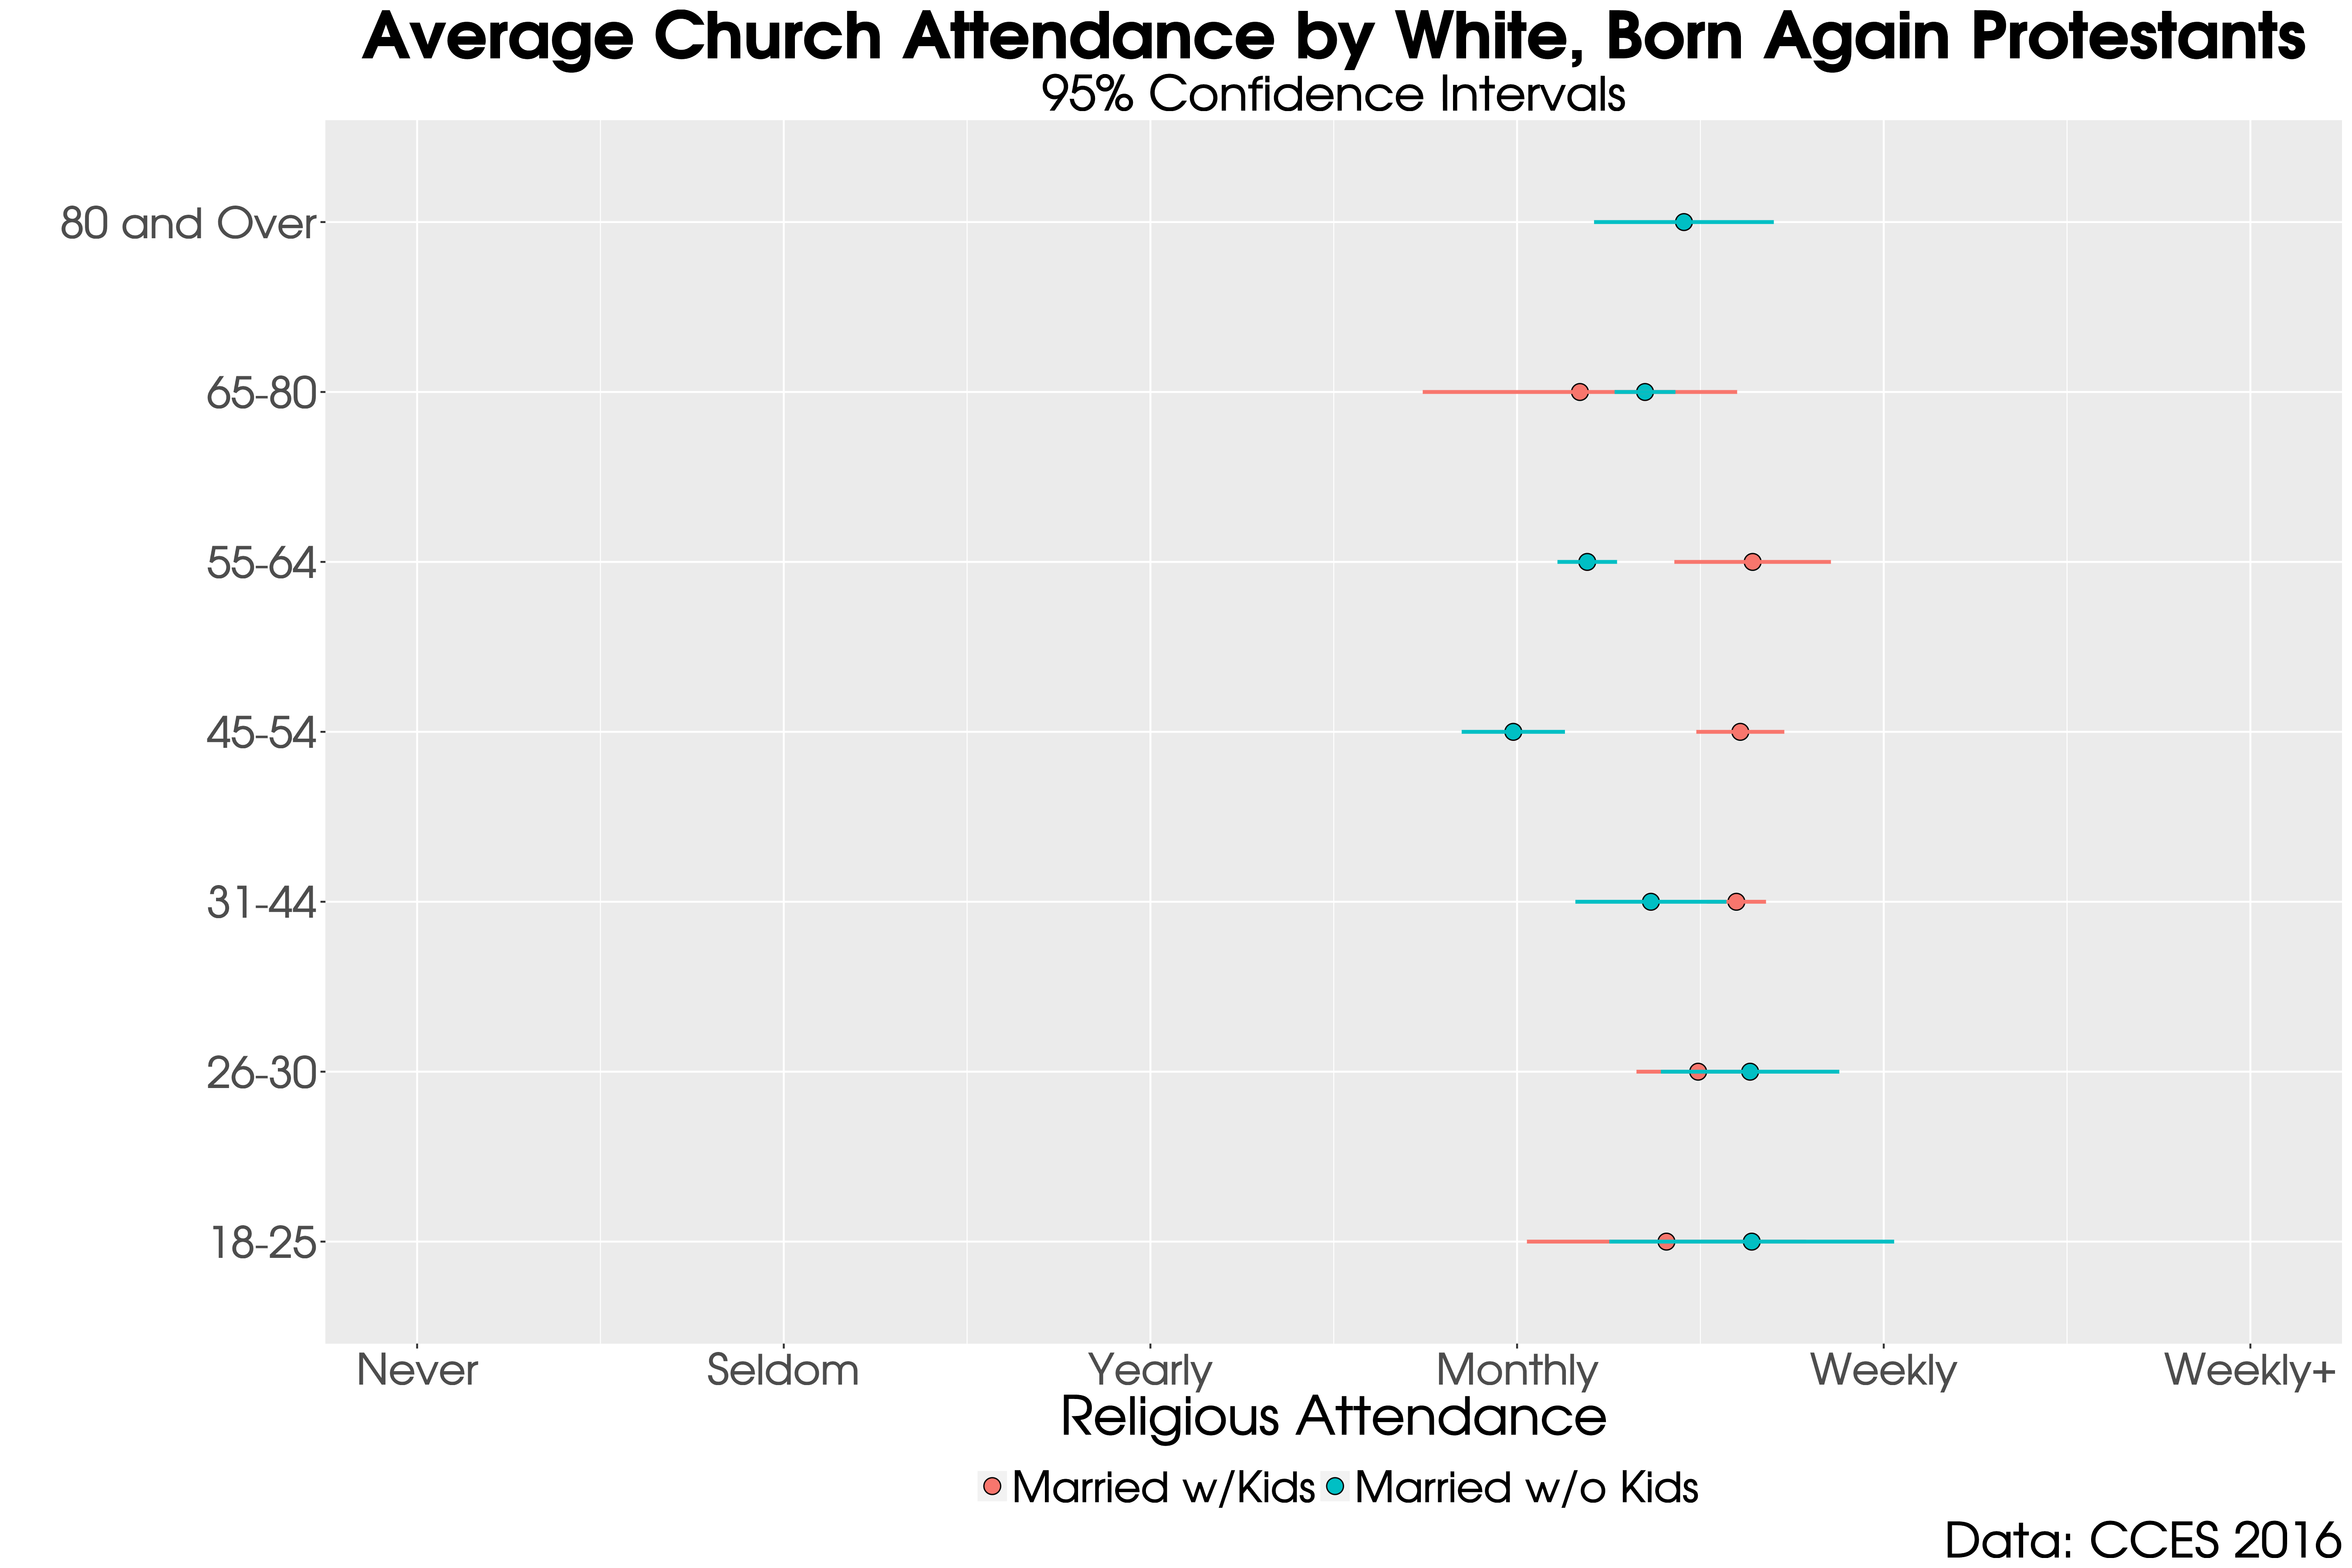 Average Church Attendance by White, Born Again Protestants
95% Confidence Intervals
80 and Over
65-80
55-64
45-54
31-44
26-30
18-25
Never Seldom Yearly Monthly Weekly Weekly+
Religious Attendance
Married w/Kids Married w/o Kids
Data: CCES 2016